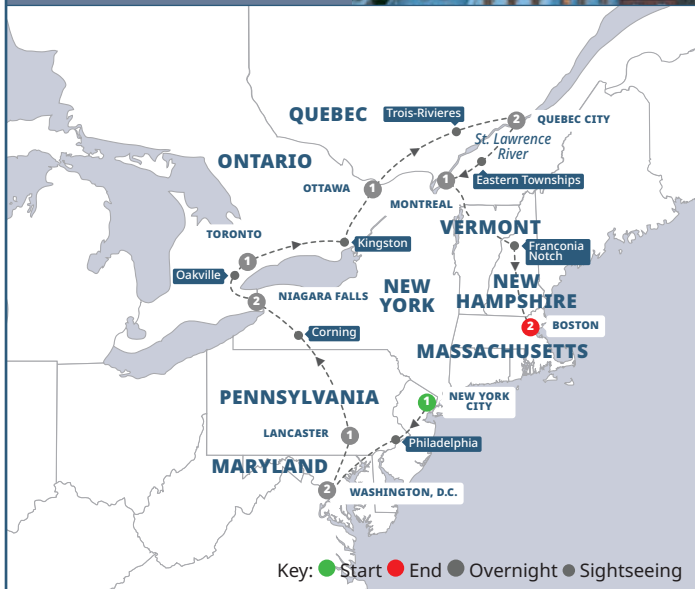 QUEBEC
Trois-Rivieres
2
QUEBEC CITY
St. Lawrence
River
ONTARIO
OTTAWA
1
1
Eastern Townships
MONTREAL
VERMONT
TORONTO
1
Kingston
Franconia
Notch
Oakville
2
NIAGARA FALLS
NEW
YORK
NEW
HAMPSHIRE
Corning
2
BOSTON
MASSACHUSETTS
PENNSYLVANIA
1
NEW YORK
CITY
LANCASTER
1
Philadelphia
MARYLAND
2
WASHINGTON, D.C.
Key: Start End Overnight Sightseeing